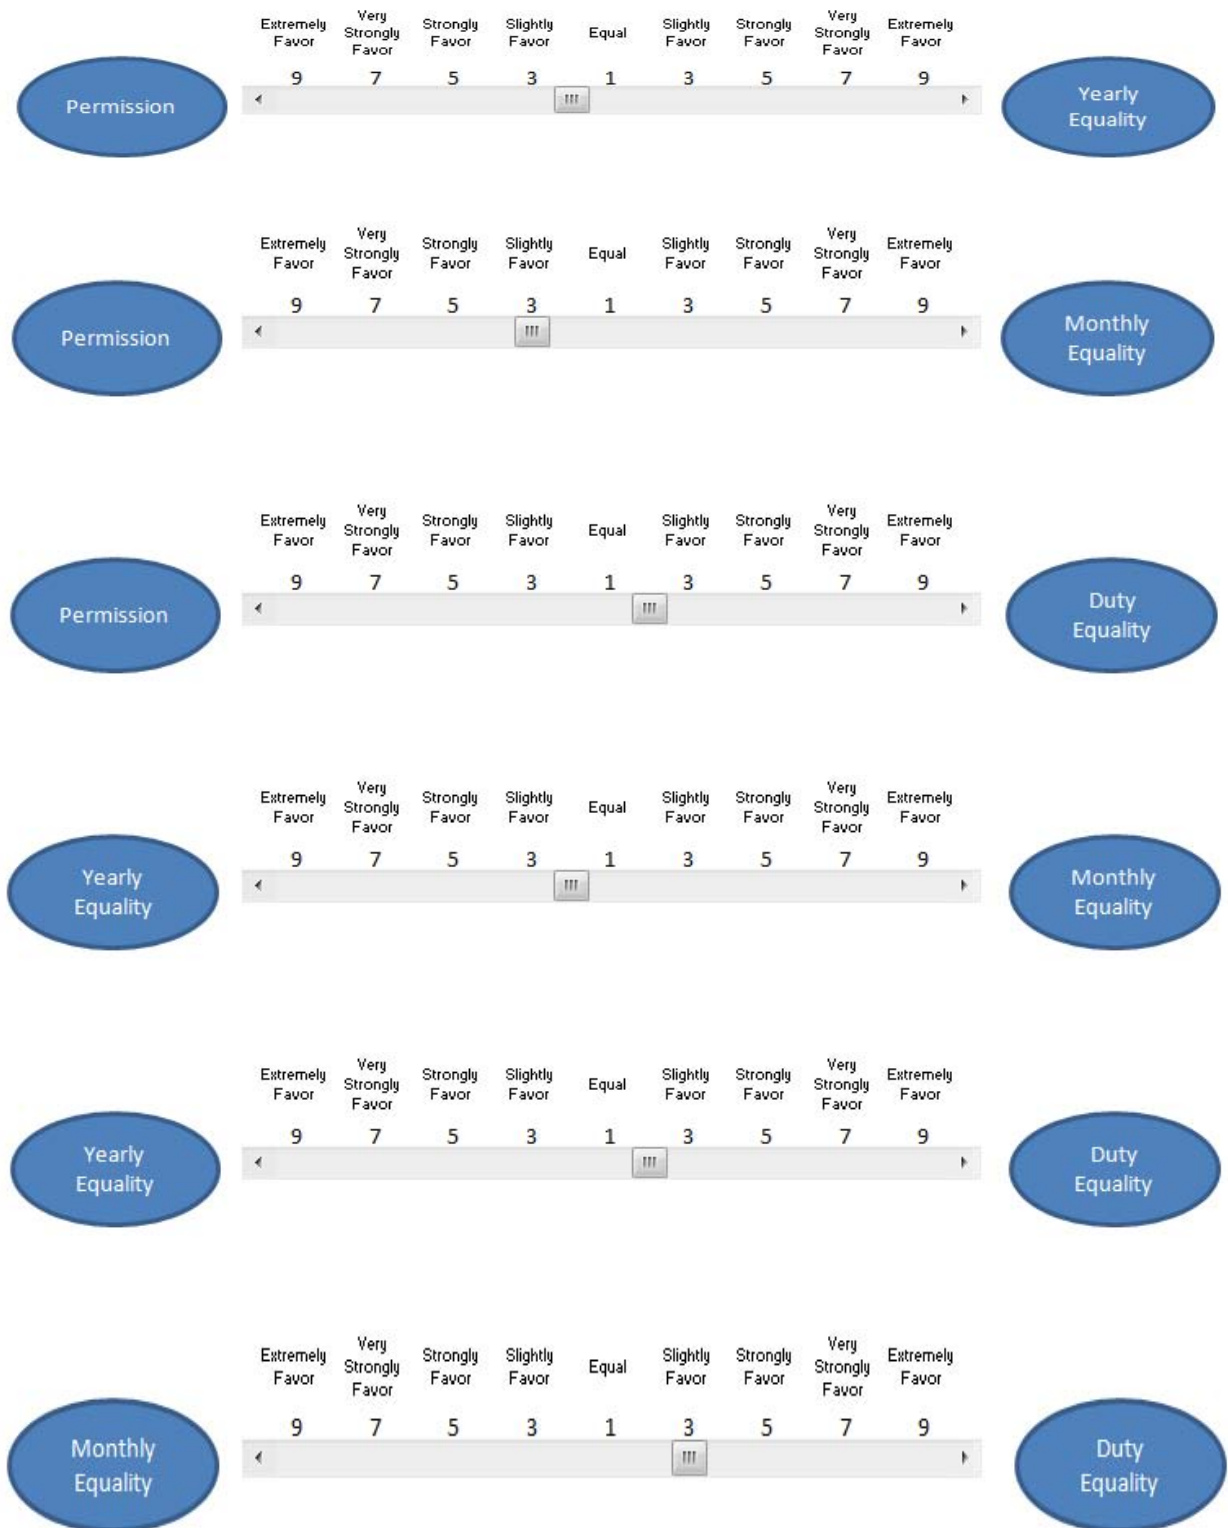 Extremely Favor Very Strongly Favor Strongly Favor Slightly Favor Equal Slightly Favor Strongly Favor Very Strongly Favor Extremely Favor
9 7 5 3 1 3 5 7 9
Permission
Yearly
Equality
Extremely Favor Very Strongly Favor Strongly Favor Slightly Favor Equal Slightly Favor Strongly Favor Very Strongly Favor Extremely Favor
9 7 5 3 1 3 5 7 9
Permission
Monthly
Equality
Extremely Favor Very Strongly Favor Strongly Favor Slightly Favor Equal Slightly Favor Strongly Favor Very Strongly Favor Extremely Favor
9 7 5 3 1 3 5 7 9
Permission
Duty
Equality
Extremely Favor Very Strongly Favor Strongly Favor Slightly Favor Equal Slightly Favor Strongly Favor Very Strongly Favor Extremely Favor
9 7 5 3 1 3 5 7 9
Yearly
Equality
Monthly
Equality
Extremely Favor Very Strongly Favor Strongly Favor Slightly Favor Equal Slightly Favor Strongly Favor Very Strongly Favor Extremely Favor
9 7 5 3 1 3 5 7 9
Yearly
Equality
Duty
Equality
Extremely Favor Very Strongly Favor Strongly Favor Slightly Favor Equal Slightly Favor Strongly Favor Very Strongly Favor Extremely Favor
9 7 5 3 1 3 5 7 9
Monthly
Equality
Duty
Equality